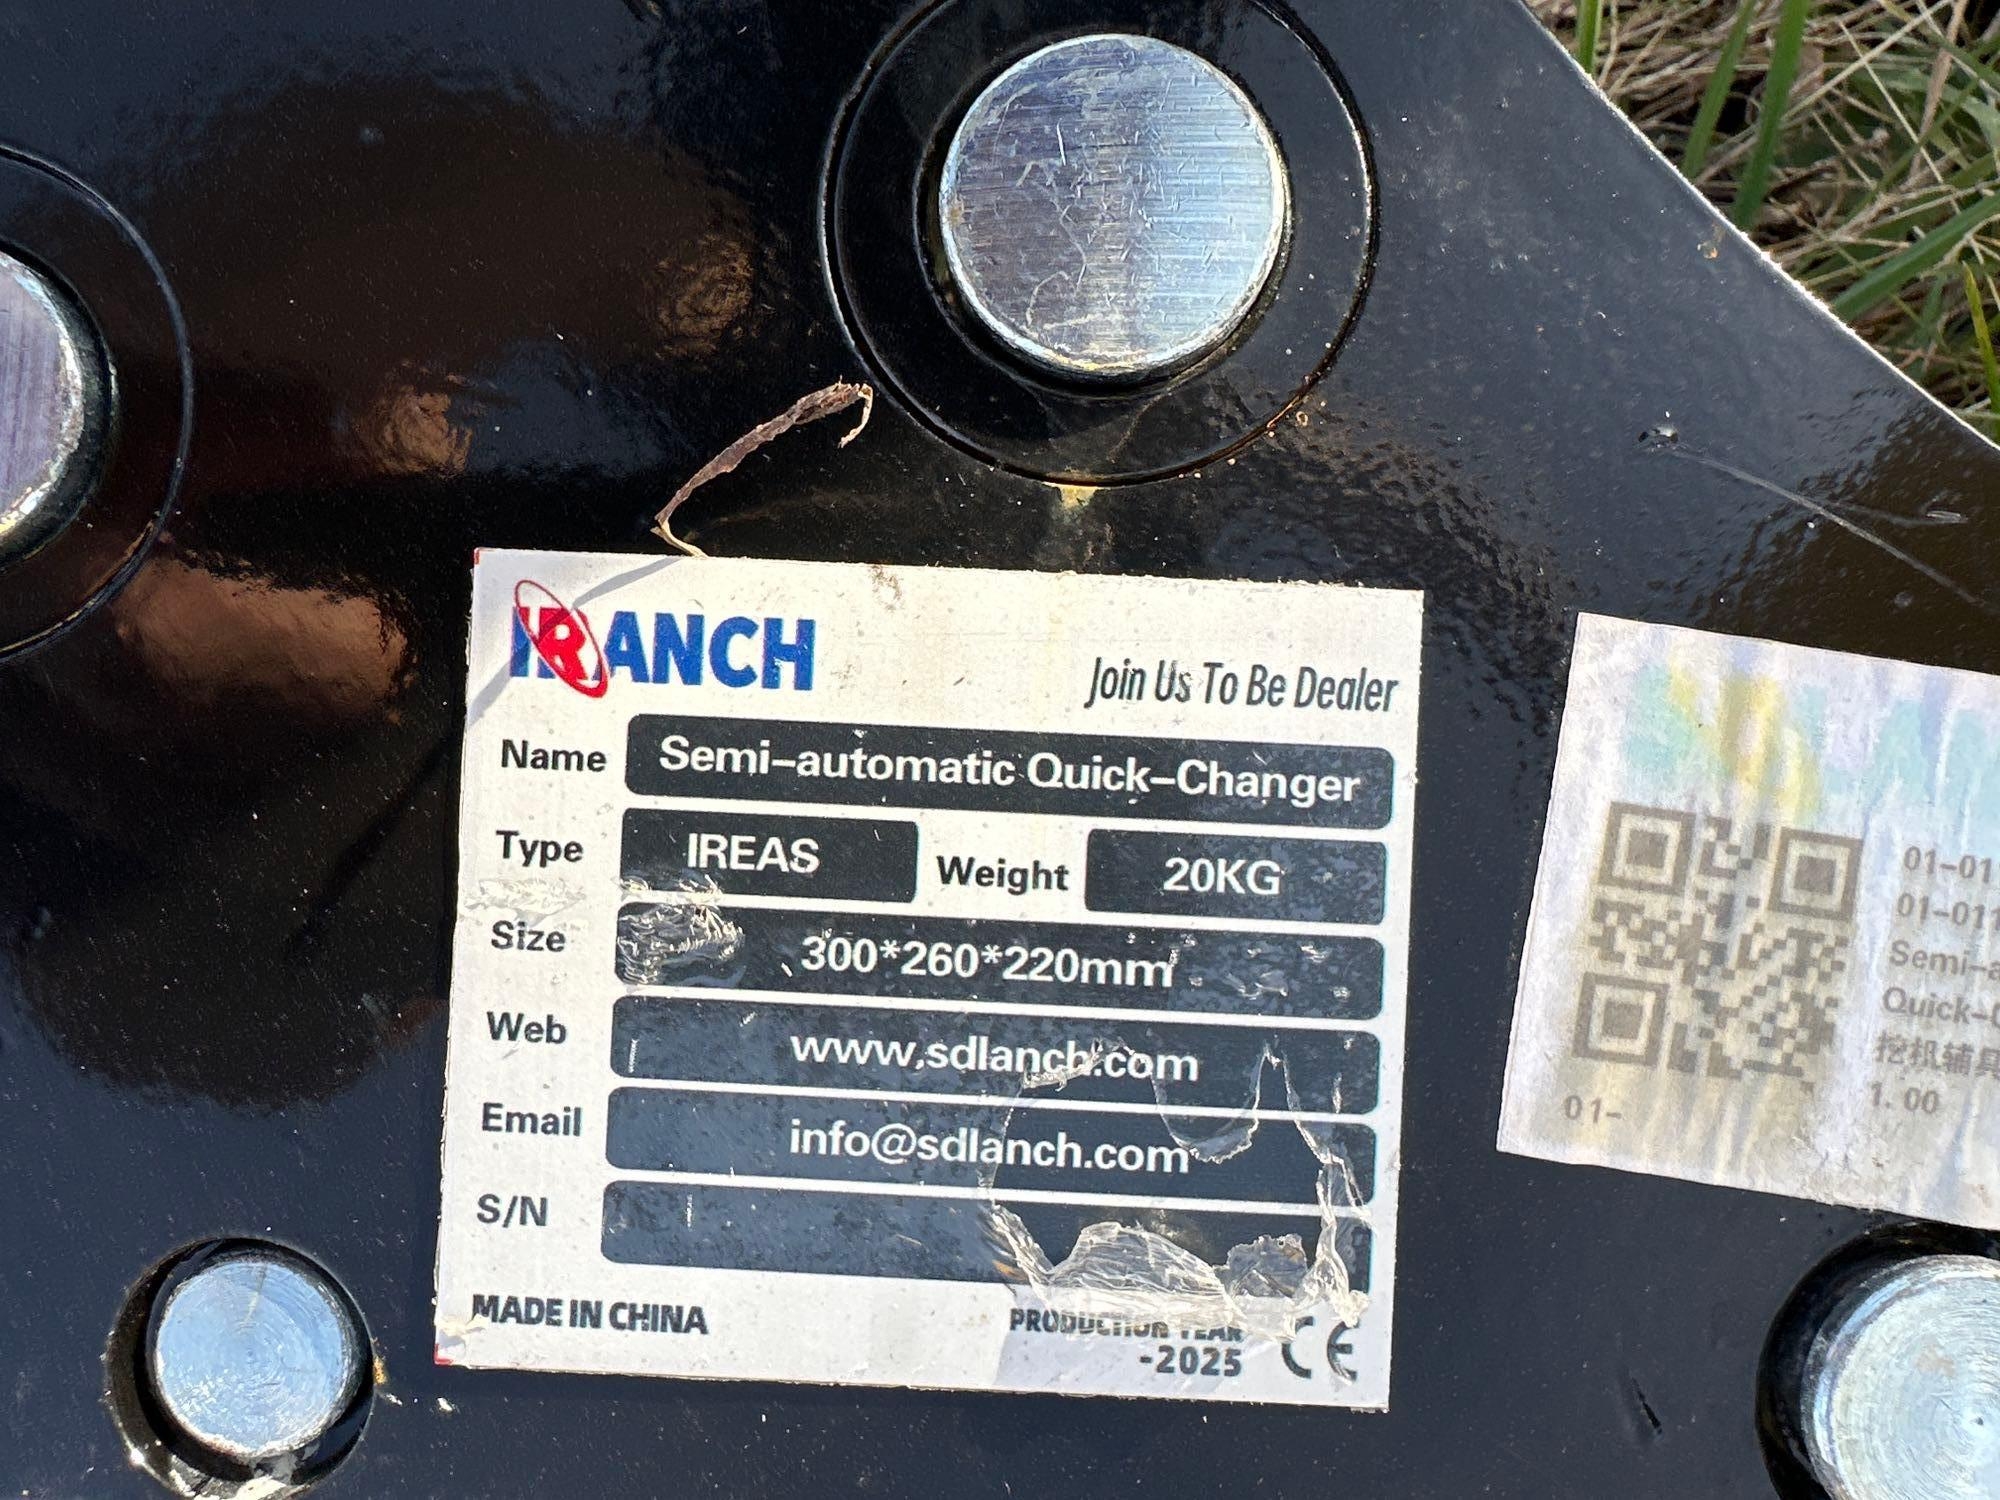 IRANCH
Join Us To Be Dealer
Name Semi-automatic Quick-Changer
Type IREAS Weight 20KG
Size 300*260*220mm
Web www.sdlanch.com
Email info@sdlanch.com
S/N
MADE IN CHINA
PRODUCTION YEAR
-2025
CE
01-01
01-011
Semi-a
Quick-C
挖机辅具
1.00
01-